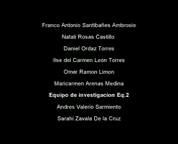 Franco Antonio Santibañes Ambrosio
Natali Rosas Castillo
Daniel Ordaz Torres
Ilse del Carmen León Torres
Omar Ramon Limon
Maricarmen Arenas Medina
Equipo de investigacion Eq.2
Andres Valerio Sarmiento
Sarahi Zavala De la Cruz